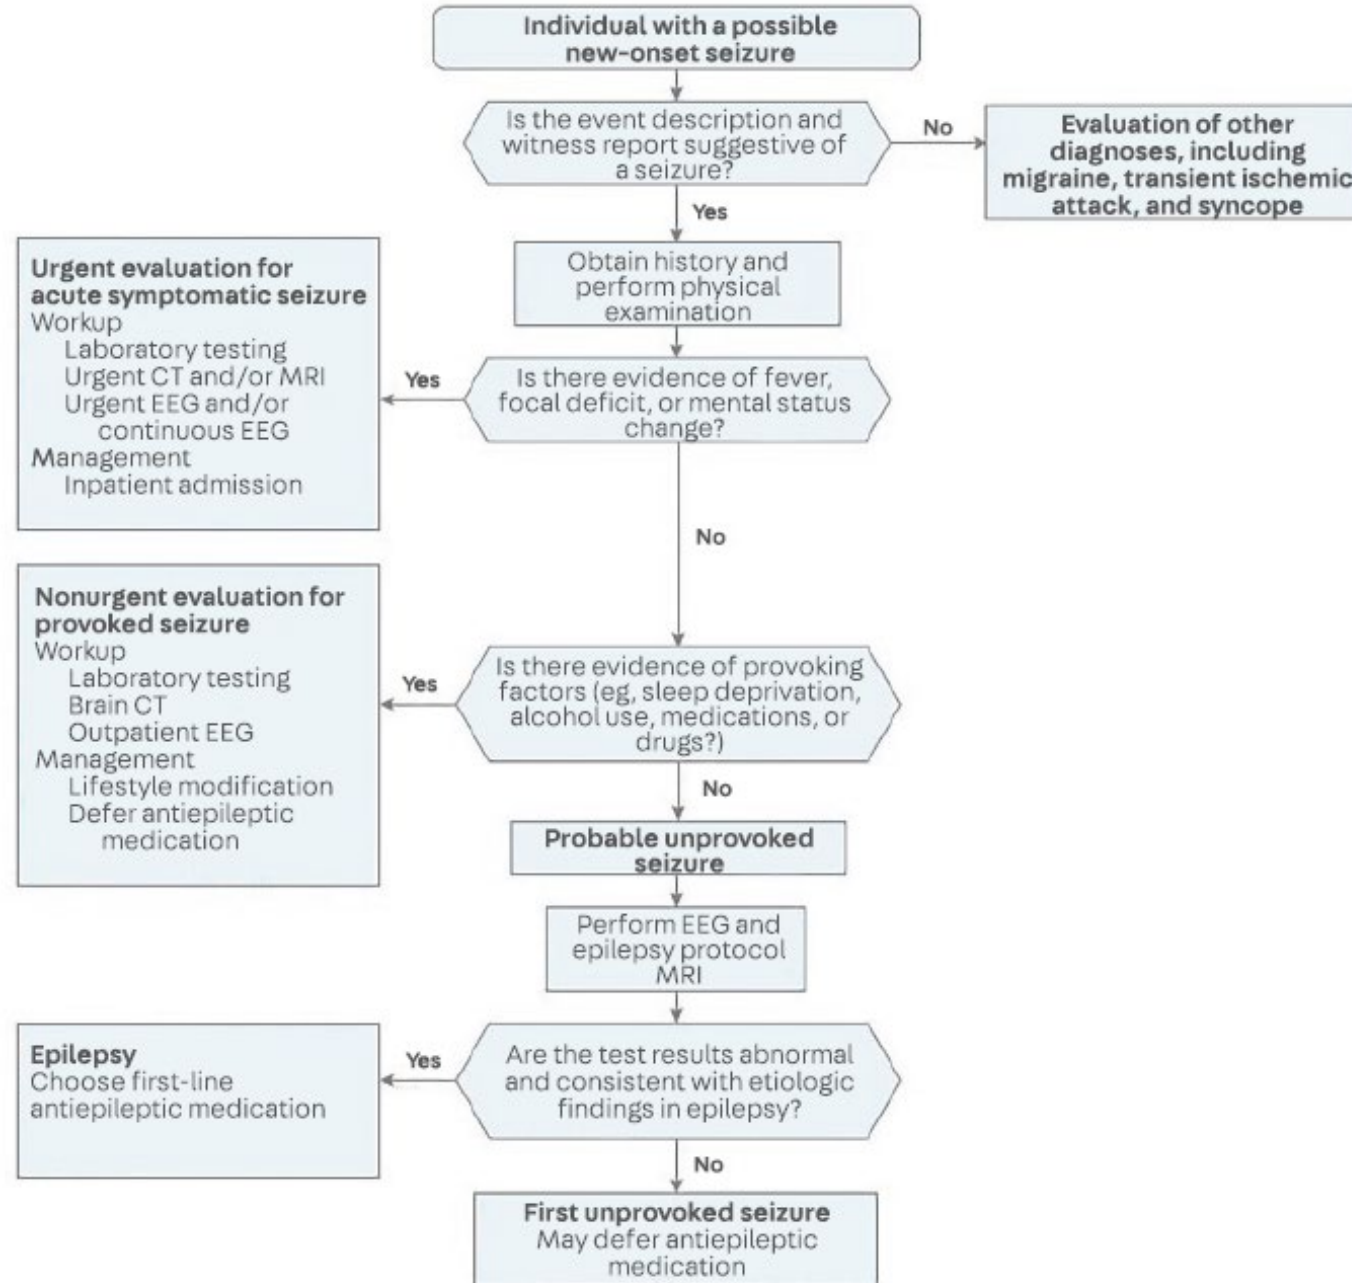 Individual with a possible
new-onset seizure
Is the event description and
witness report suggestive of
a seizure?
No
Evaluation of other
diagnoses, including
migraine, transient ischemic
attack, and syncope
Yes
Obtain history and
perform physical
examination
Urgent evaluation for
acute symptomatic seizure
Workup
Laboratory testing
Urgent CT and/or MRI
Urgent EEG and/or
continuous EEG
Management
Inpatient admission
Yes
Is there evidence of fever,
focal deficit, or mental status
change?
No
Nonurgent evaluation for
provoked seizure
Workup
Laboratory testing
Brain CT
Outpatient EEG
Management
Lifestyle modification
Defer antiepileptic
medication
Yes
Is there evidence of provoking
factors (eg, sleep deprivation,
alcohol use, medications, or
drugs?)
No
Probable unprovoked
seizure
Perform EEG and
epilepsy protocol
MRI
Epilepsy
Choose first-line
antiepileptic medication
Yes
Are the test results abnormal
and consistent with etiologic
findings in epilepsy?
No
First unprovoked seizure
May defer antiepileptic
medication